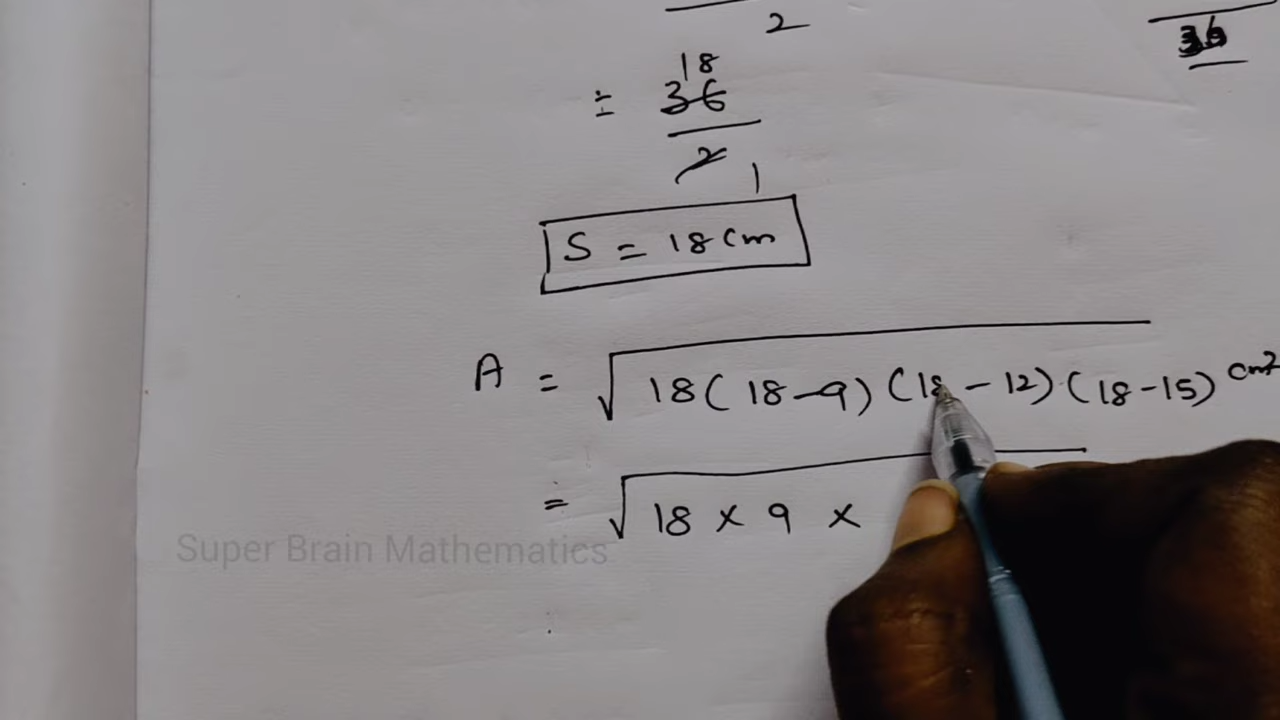 2
36
18
= 36
2 1
S = 18 cm
A = √18(18-9)(18-12)(18-15) cm²
= √18 × 9 ×
Super Brain Mathematics